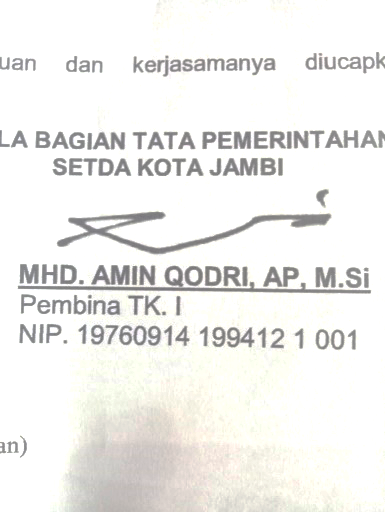 uan dan kerjasamanya diucapk
LA BAGIAN TATA PEMERINTAHAN
SETDA KOTA JAMBI
MHD. AMIN QODRI, AP, M.Si
Pembina TK. I
NIP. 19760914 199412 1 001
an)